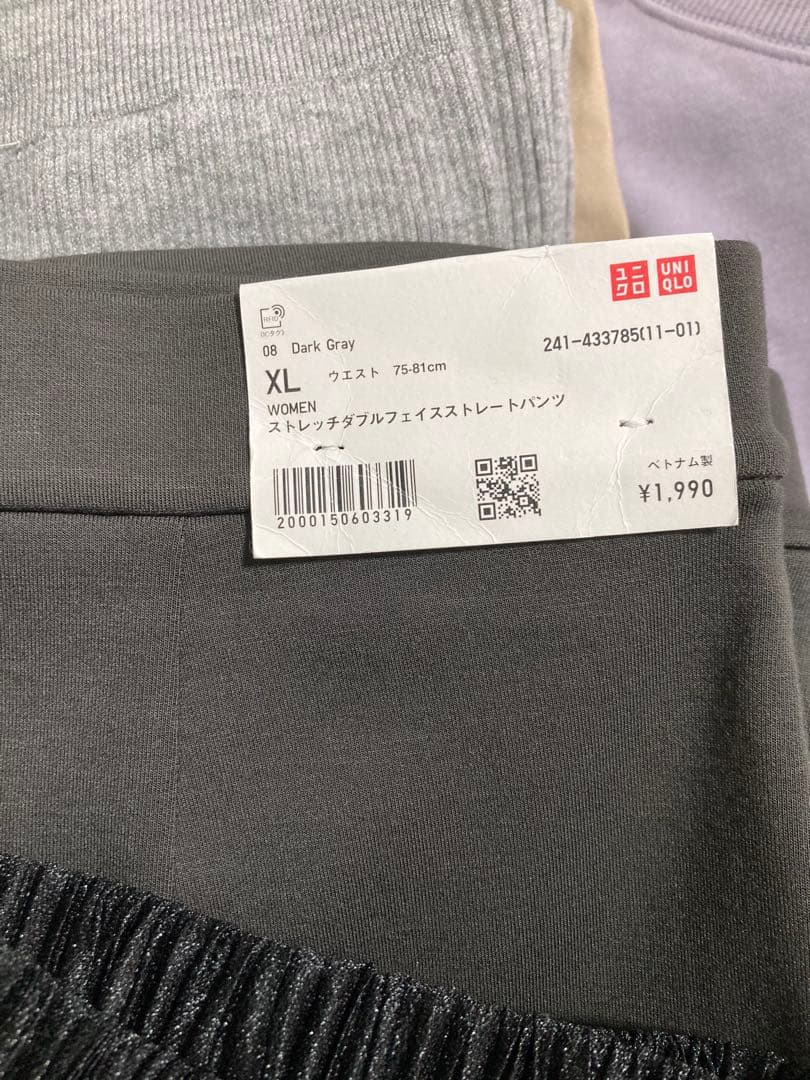 ユニ
クロ
UNI
QLO
RFID
(ICタグ)
08 Dark Gray
241-433785(11-01)
XL ウエスト 75-81cm
WOMEN
ストレッチダブルフェイスストレートパンツ
ベトナム製
¥1,990
2000150603319